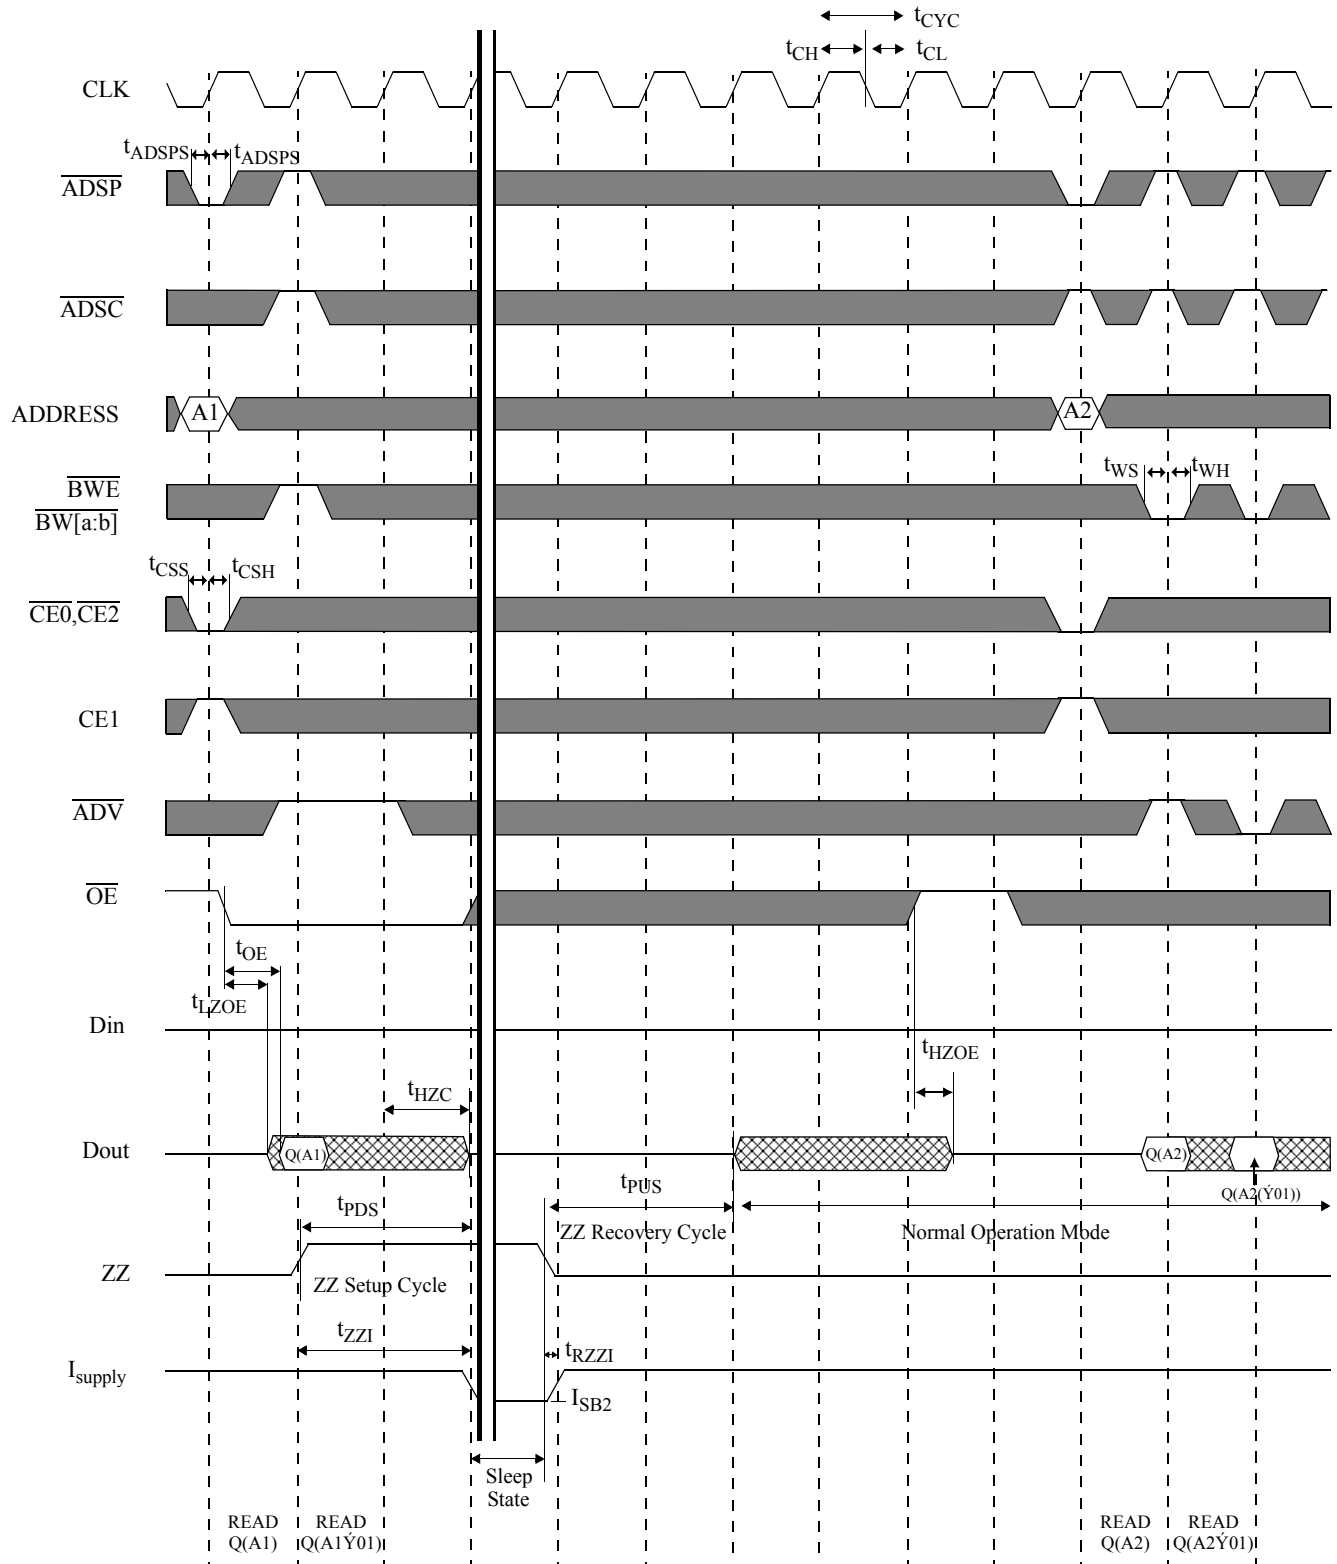 tCYC
tCH
tCL
CLK
tADSPS
tADSPS
ADSP
ADSC
ADDRESS
A1
A2
tWS
tWH
BWE
BW[a:b]
tCSS
tCSH
CE0,CE2
CE1
ADV
OE
tOE
tLZOE
Din
tHZOE
tHZC
Dout
Q(A1)
Q(A2)
tPUS
Q(A2(Ý01))
tPDS
ZZ Recovery Cycle
Normal Operation Mode
ZZ
ZZ Setup Cycle
tZZI
tRZZI
Isupply
ISB2
Sleep
State
READ
Q(A1)
READ
Q(A1Ý01)
READ
Q(A2)
READ
Q(A2Ý01)